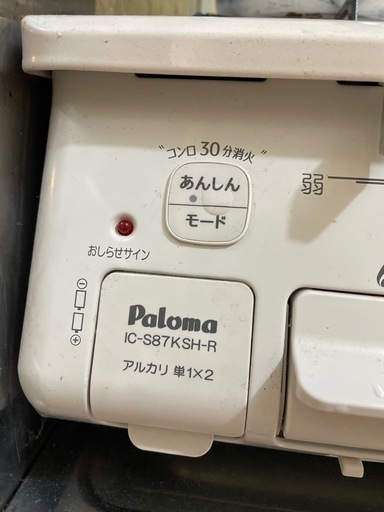 "コンロ30分消火"
あんしん
モード
弱
おしらせサイン
Paloma
IC-S87KSH-R
アルカリ 単1×2